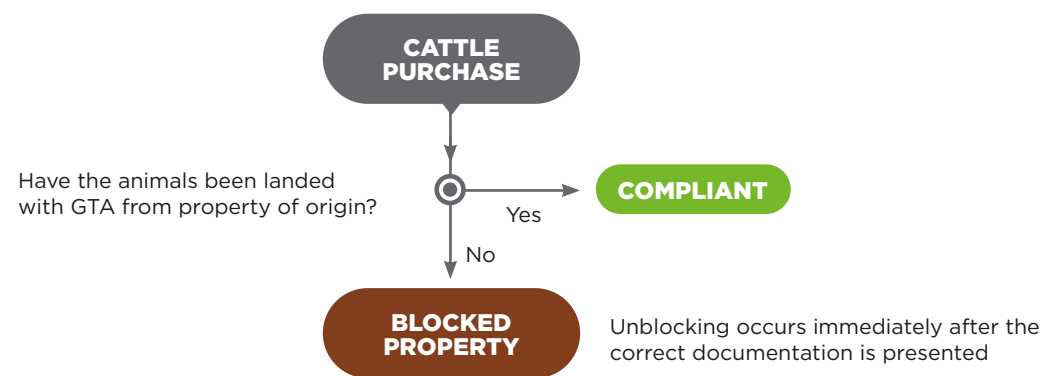 CATTLE
PURCHASE
Have the animals been landed
with GTA from property of origin?
Yes
COMPLIANT
No
BLOCKED
PROPERTY
Unblocking occurs immediately after the
correct documentation is presented